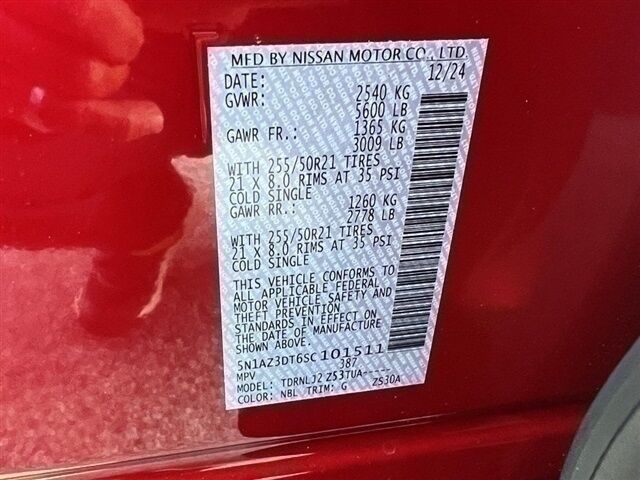 MFD BY NISSAN MOTOR CO., LTD.
DATE: 12/24
GVWR: 2540 KG
5600 LB
GAWR FR.: 1365 KG
3009 LB
WITH 255/50R21 TIRES
21 X 8.0 RIMS AT 35 PSI
COLD SINGLE
GAWR RR.: 1260 KG
2778 LB
WITH 255/50R21 TIRES
21 X 8.0 RIMS AT 35 PSI
COLD SINGLE
THIS VEHICLE CONFORMS TO
ALL APPLICABLE FEDERAL
MOTOR VEHICLE SAFETY AND
THEFT PREVENTION
STANDARDS IN EFFECT ON
DATE OF MANUFACTURE
SHOWN ABOVE.
5N1AZ3DT6SC101511
MPV 387
MODEL: TDRNLJ2 ZS3TUA-----
COLOR: NBL TRIM: G ZS30A